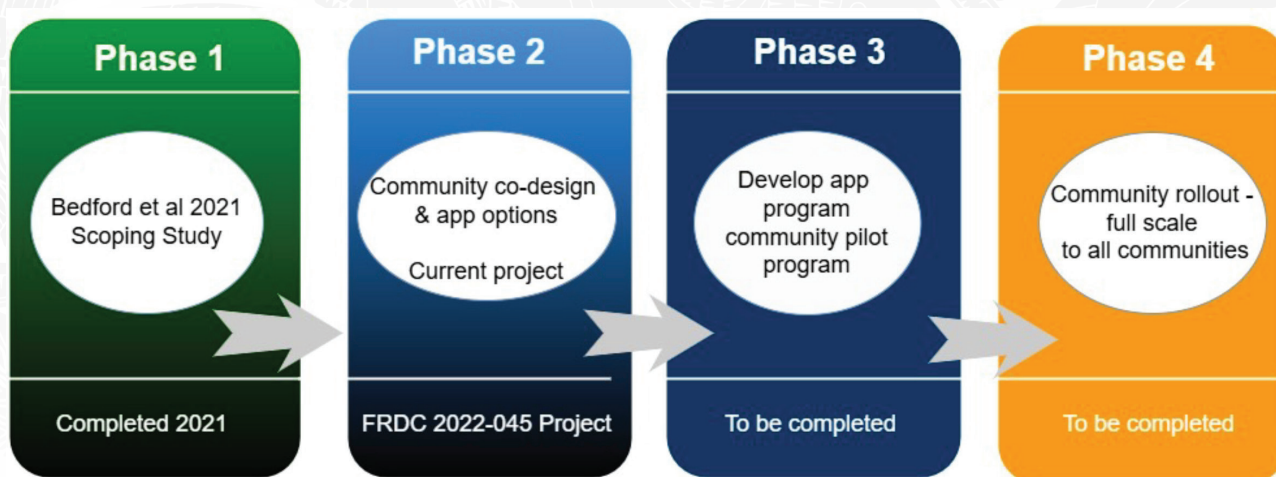 Phase 1
Bedford et al 2021
Scoping Study
Completed 2021
Phase 2
Community co-design
& app options
Current project
FRDC 2022-045 Project
Phase 3
Develop app
program
community pilot
program
To be completed
Phase 4
Community rollout -
full scale
to all communities
To be completed